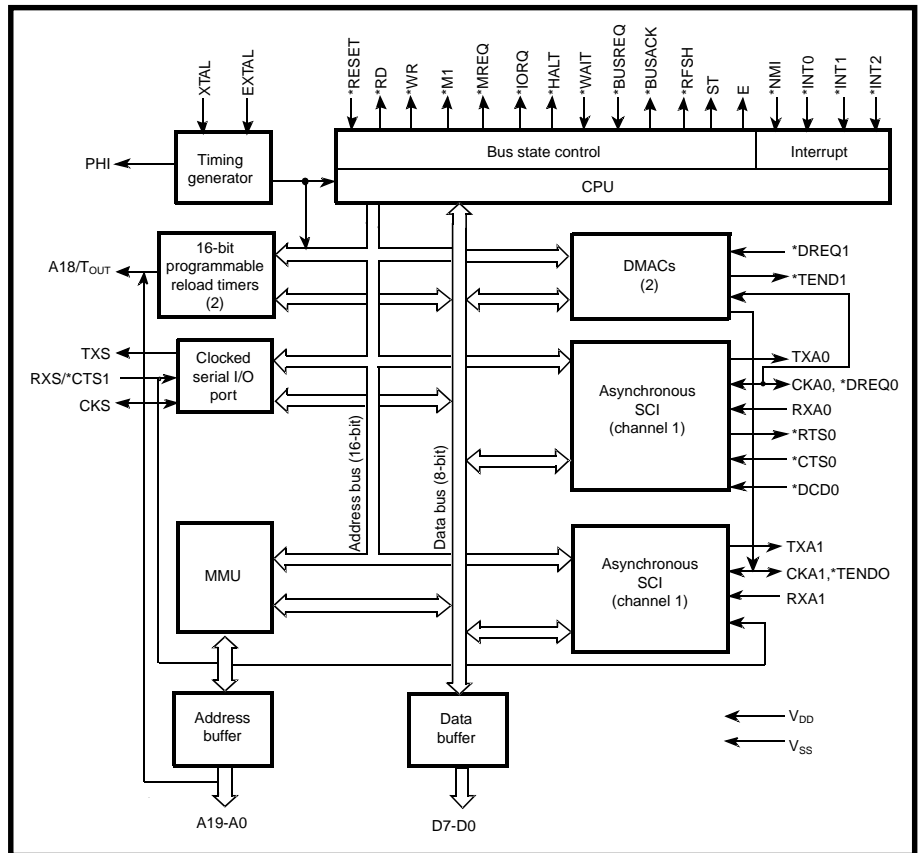 XTAL
EXTAL
*RESET
*RD
*WR
*M1
*MREQ
*IORQ
*HALT
*WAIT
*BUSREQ
*BUSACK
*RFSH
ST
E
*NMI
*INT0
*INT1
*INT2
PHI
Timing
generator
Bus state control
Interrupt
CPU
A18/TOUT
16-bit
programmable
reload timers
(2)
DMACs
(2)
*DREQ1
*TEND1
TXS
RXS/*CTS1
CKS
Clocked
serial I/O
port
Address bus (16-bit)
Data bus (8-bit)
Asynchronous
SCI
(channel 1)
TXA0
CKA0, *DREQ0
RXA0
*RTS0
*CTS0
*DCD0
MMU
Asynchronous
SCI
(channel 1)
TXA1
CKA1,*TENDO
RXA1
Address
buffer
Data
buffer
VDD
VSS
A19-A0
D7-D0